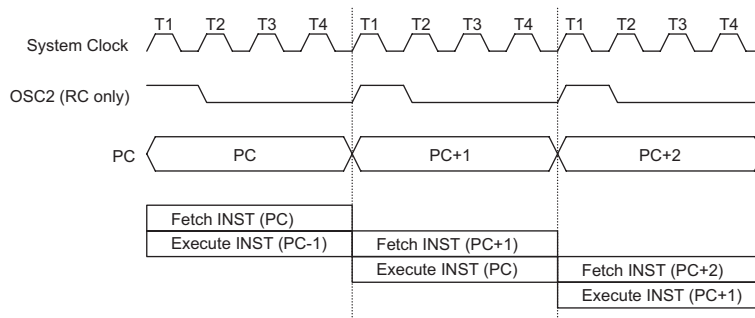 T1 T2 T3 T4 T1 T2 T3 T4 T1 T2 T3 T4
System Clock
OSC2 (RC only)
PC PC PC+1 PC+2
Fetch INST (PC)
Execute INST (PC-1) Fetch INST (PC+1)
Execute INST (PC) Fetch INST (PC+2)
Execute INST (PC+1)